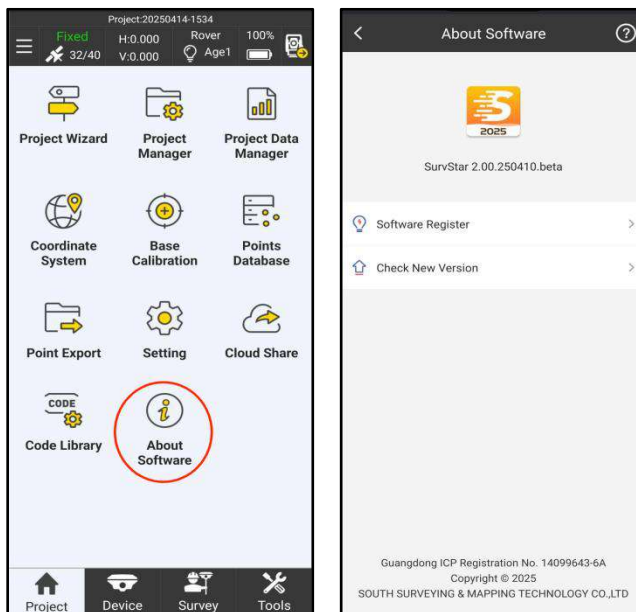 Project:20250414-1534
Fixed H:0.000 Rover 100%
32/40 V:0.000 Age1
Project Wizard
Project Manager
Project Data Manager
Coordinate System
Base Calibration
Points Database
Point Export
Setting
Cloud Share
CODE
Code Library
About Software
Project Device Survey Tools
About Software
2025
SurvStar 2.00.250410.beta
Software Register
Check New Version
Guangdong ICP Registration No. 14099643-6A
Copyright © 2025
SOUTH SURVEYING & MAPPING TECHNOLOGY CO.,LTD